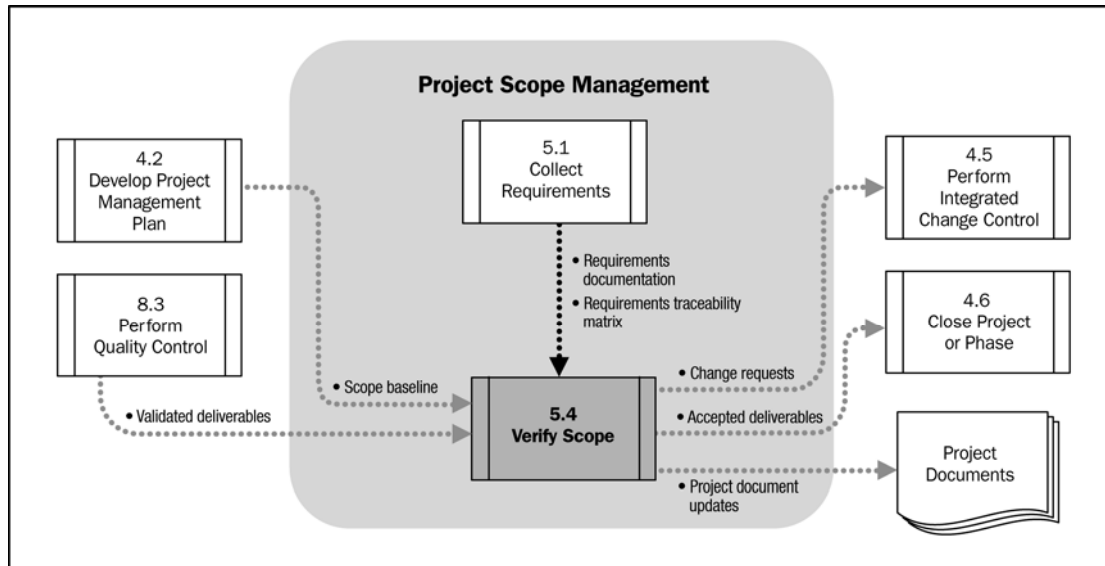 Project Scope Management
4.2
Develop Project
Management
Plan
5.1
Collect
Requirements
4.5
Perform
Integrated
Change Control
8.3
Perform
Quality Control
• Requirements
documentation
• Requirements traceability
matrix
4.6
Close Project
or Phase
• Scope baseline
• Validated deliverables
5.4
Verify Scope
• Change requests
• Accepted deliverables
• Project document
updates
Project
Documents